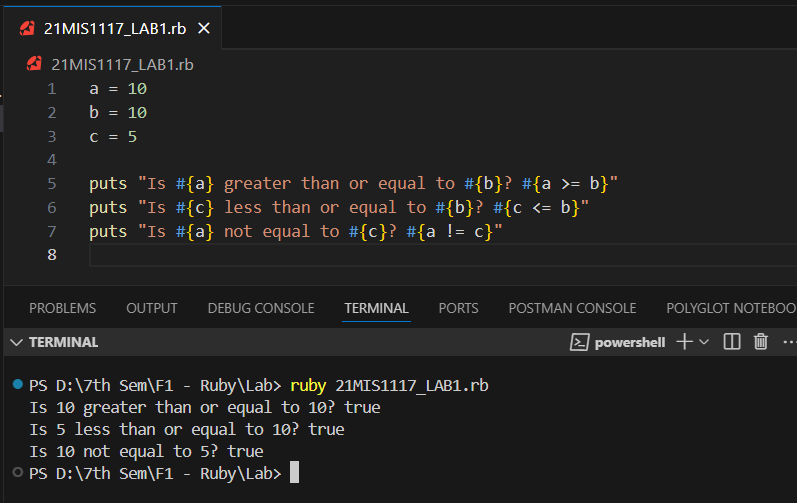 21MIS1117_LAB1.rb ×
21MIS1117_LAB1.rb
1 a = 10
2 b = 10
3 c = 5
4
5 puts "Is #{a} greater than or equal to #{b}? #{a >= b}"
6 puts "Is #{c} less than or equal to #{b}? #{c <= b}"
7 puts "Is #{a} not equal to #{c}? #{a != c}"
8
PROBLEMS OUTPUT DEBUG CONSOLE TERMINAL PORTS POSTMAN CONSOLE POLYGLOT NOTEBOO
TERMINAL powershell
PS D:\7th Sem\F1 - Ruby\Lab> ruby 21MIS1117_LAB1.rb
Is 10 greater than or equal to 10? true
Is 5 less than or equal to 10? true
Is 10 not equal to 5? true
PS D:\7th Sem\F1 - Ruby\Lab>